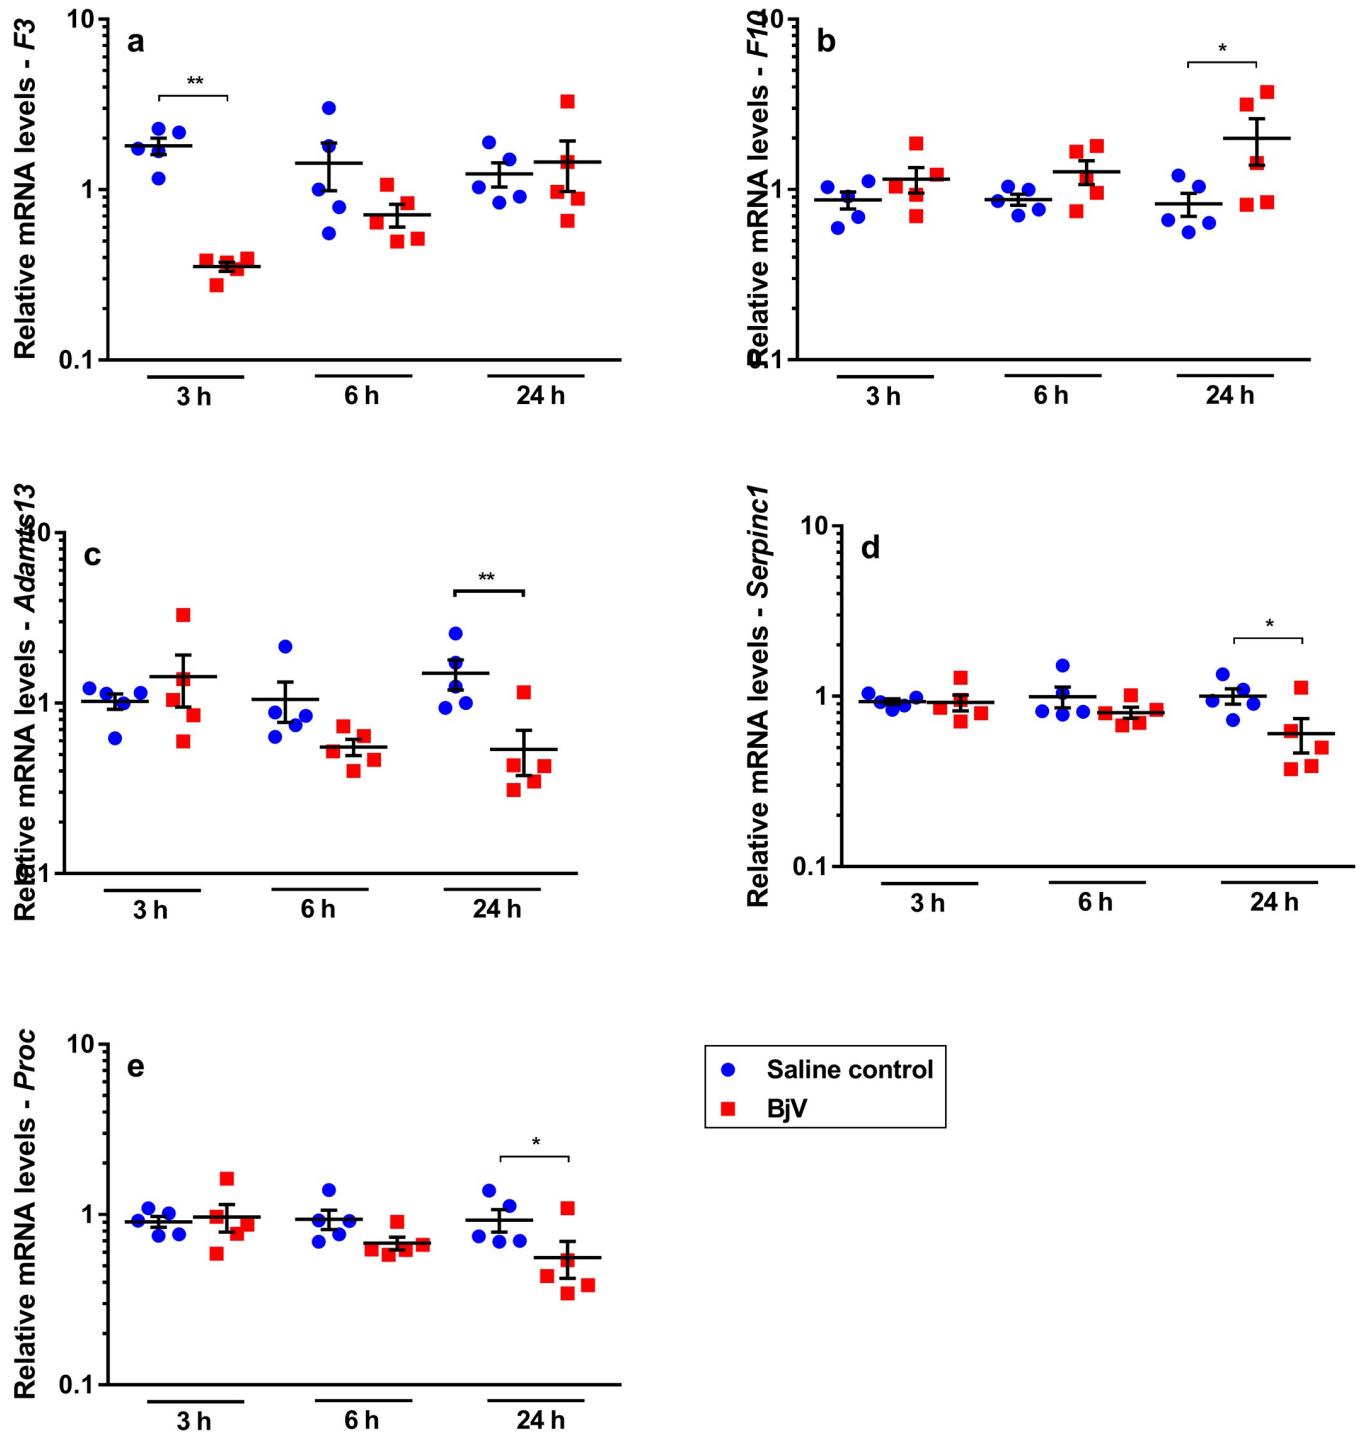 a
Relative mRNA levels - F3
10
1
0.1
**
3 h
6 h
24 h
b
Relative mRNA levels - F10
10
1
0.1
*
3 h
6 h
24 h
c
Relative mRNA levels - Adamts13
10
1
0.1
**
3 h
6 h
24 h
d
Relative mRNA levels - Serpinc1
10
1
0.1
*
3 h
6 h
24 h
e
Relative mRNA levels - Proc
10
1
0.1
*
3 h
6 h
24 h
Saline control
BjV